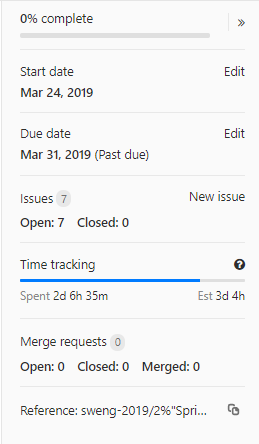 0% complete »
Start date Edit
Mar 24, 2019
Due date Edit
Mar 31, 2019 (Past due)
Issues 7 New issue
Open: 7 Closed: 0
Time tracking ?
Spent 2d 6h 35m Est 3d 4h
Merge requests 0
Open: 0 Closed: 0 Merged: 0
Reference: sweng-2019/2%"Spri...